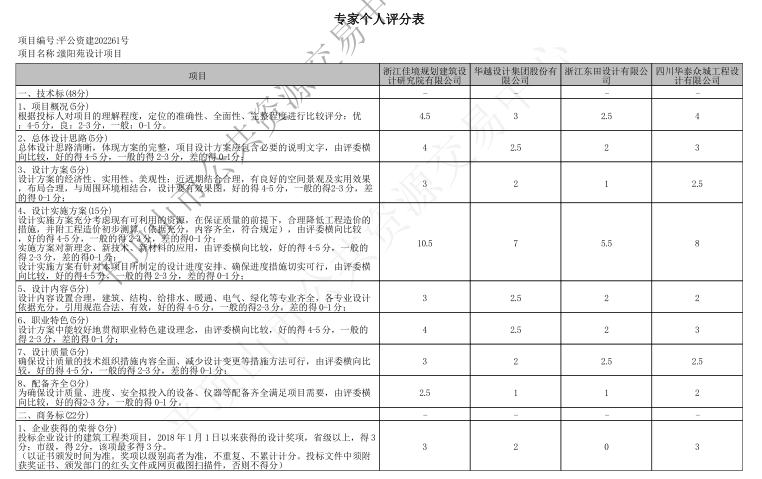 专家个人评分表
项目编号:平公资建202261号
项目名称:滍阳苑设计项目
项目
浙江佳境规划建筑设计研究院有限公司
华越设计集团股份有限公司
浙江东田设计有限公司
四川华泰众城工程设计有限公司
一、技术标(48分) - - - -
1、项目概况(5分)
根据投标人对项目的理解程度，定位的准确性、全面性、完整程度进行比较评分；优
：4-5分，良：2-3分，一般：0-1分。
4.5 3 2.5 4
2、总体设计思路(5分)
总体设计思路清晰，体现方案的完整，项目设计方案应包含必要的说明文字，由评委横
向比较，好的得 4-5分，一般的得 2-3分，差的得 0-1分；
4 2.5 2 3
3、设计方案(5分)
设计方案的经济性、实用性、美观性；近远期结合合理，有良好的空间景观及实用效果
，布局合理，与周围环境相结合，设计要有效果图，好的得 4-5分，一般的得2-3分，差
的得 0-1分；
3 2 1 2.5
4、设计实施方案(15分)
设计实施方案充分考虑现有可利用的资源，在保证质量的前提下，合理降低工程造价的
措施，并附工程造价初步测算（依据充分，内容齐全，符合规定），由评委横向比较
，好的得 4-5分，一般的得 2-3分，差的得0-1分；
实施方案对新理念、新技术、新材料的应用，由评委横向比较，好的得 4-5分，一般的
得 2-3分，差的得0-1分；
设计实施方案有针对本项目所制定的设计进度安排、确保进度措施切实可行，由评委横
向比较，好的得4-5分，一般的得 2-3分，差的得 0-1分；
10.5 7 5.5 8
5、设计内容(5分)
设计内容设置合理，建筑、结构、给排水、暖通、电气、绿化等专业齐全，各专业设计
依据充分，引用规范合法、有效，好的得 4-5分，一般的得2-3分，差的得 0-1分；
3 2.5 2 2
6、职业特色(5分)
设计方案中能较好地贯彻职业特色建设理念，由评委横向比较，好的得 4-5分，一般的
得 2-3分，差的得 0-1分；
4 2.5 2 3
7、设计质量(5分)
确保设计质量的技术组织措施内容全面、减少设计变更等措施方法可行，由评委横向比
较，好的得 4-5分，一般的得 2-3分，差的得 0-1分；
3 2 2.5 2.5
8、配备齐全(3分)
为确保设计质量、进度、安全拟投入的设备、仪器等配备齐全满足项目需要，由评委横
向比较，好的得2-3分，一般的得 0-1分。
2.5 1 1 2
二、商务标(22分) - - - -
1、企业获得的荣誉(3分)
投标企业设计的建筑工程类项目，2018 年 1 月 1 日以来获得的设计奖项，省级以上，得 3
分；市级，得 2分，该项最多得 3 分。
（以证书颁发时间为准。奖项以级别高者为准，不重复、不累计计分。投标文件中须附
获奖证书、颁发部门的红头文件或网页截图扫描件，否则不得分）
3 2 0 3
平顶山市公共资源交易中心
平顶山市公共资源交易中心